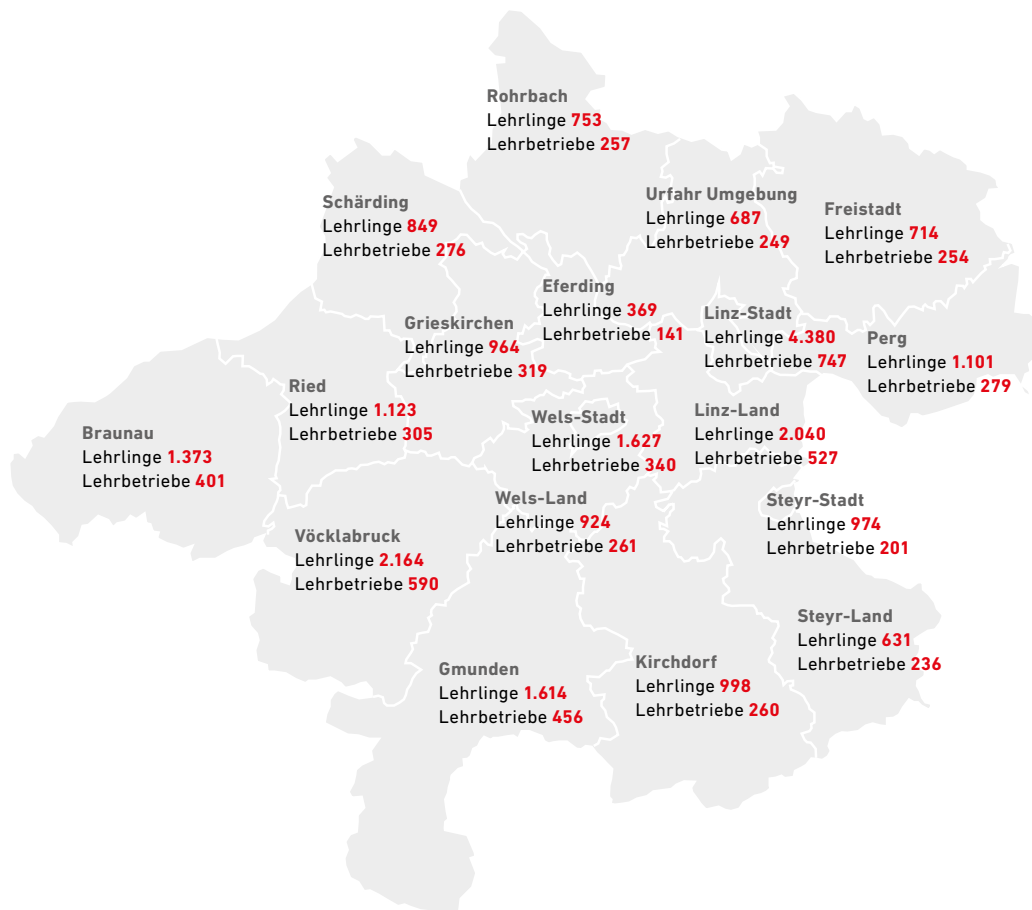 Rohrbach
Lehrlinge 753
Lehrbetriebe 257
Schärding
Lehrlinge 849
Lehrbetriebe 276
Urfahr Umgebung
Lehrlinge 687
Lehrbetriebe 249
Freistadt
Lehrlinge 714
Lehrbetriebe 254
Eferding
Lehrlinge 369
Lehrbetriebe 141
Grieskirchen
Lehrlinge 964
Lehrbetriebe 319
Linz-Stadt
Lehrlinge 4.380
Lehrbetriebe 747
Perg
Lehrlinge 1.101
Lehrbetriebe 279
Ried
Lehrlinge 1.123
Lehrbetriebe 305
Braunau
Lehrlinge 1.373
Lehrbetriebe 401
Wels-Stadt
Lehrlinge 1.627
Lehrbetriebe 340
Linz-Land
Lehrlinge 2.040
Lehrbetriebe 527
Wels-Land
Lehrlinge 924
Lehrbetriebe 261
Steyr-Stadt
Lehrlinge 974
Lehrbetriebe 201
Vöcklabruck
Lehrlinge 2.164
Lehrbetriebe 590
Steyr-Land
Lehrlinge 631
Lehrbetriebe 236
Gmunden
Lehrlinge 1.614
Lehrbetriebe 456
Kirchdorf
Lehrlinge 998
Lehrbetriebe 260